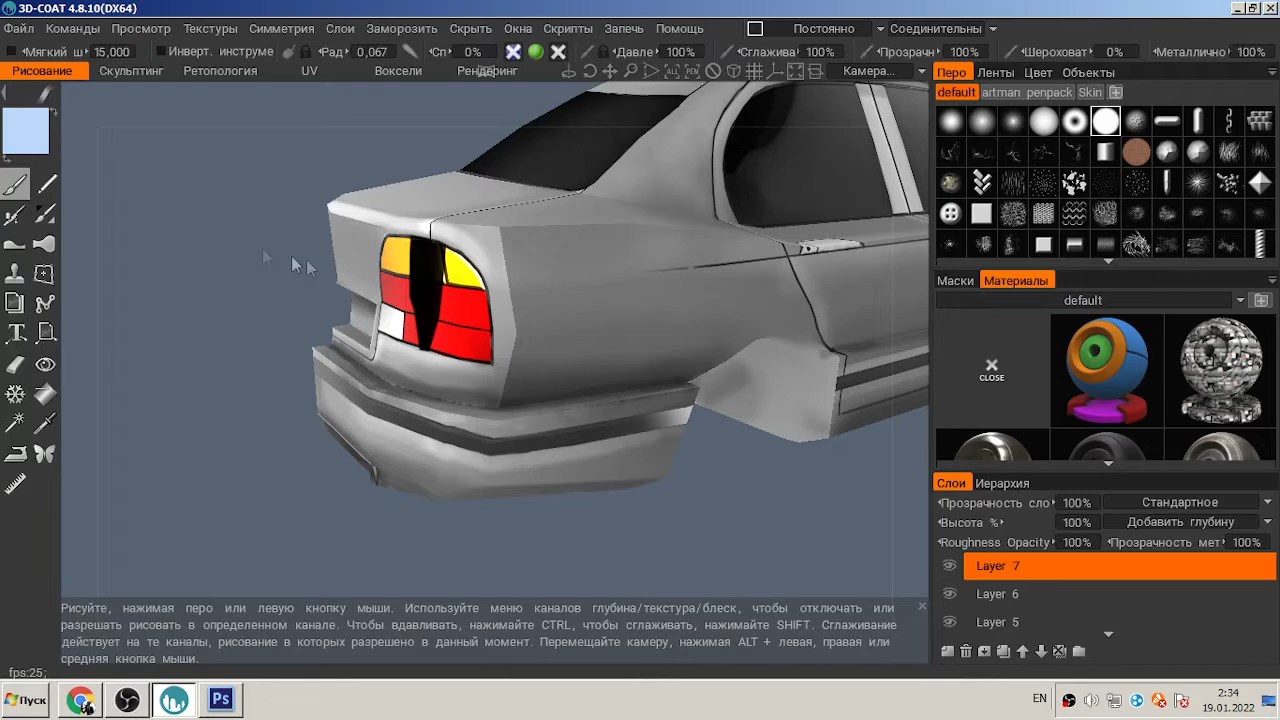 3D-COAT 4.8.10(DX64)
Файл Команды Просмотр Текстуры Симметрия Слои Заморозить Скрыть Окна Скрипты Запечь Помощь Постоянно Соединительны
Мягкий ш 15,000 Инверт. инструме Рад 0,067 Сп 0% Давле 100% Сглажива 100% Прозрачн 100% Шероховат 0% Металлично 100%
Рисование Скульптинг Ретопология UV Воксели Рендеринг ALL PEN Камера... Перо Ленты Цвет Объекты
default artman penpack Skin
Маски Материалы
default
CLOSE
Слои Иерархия
Прозрачность сло 100% Стандартное
Высота % 100% Добавить глубину
Roughness Opacity 100% Прозрачность мет 100%
Layer 7
Layer 6
Layer 5
Рисуйте, нажимая перо или левую кнопку мыши. Используйте меню каналов глубина/текстура/блеск, чтобы отключать или
разрешать рисовать в определенном канале. Чтобы вдавливать, нажимайте CTRL, чтобы сглаживать, нажимайте SHIFT. Сглаживание
действует на те каналы, рисование в которых разрешено в данный момент. Перемещайте камеру, нажимая ALT + левая, правая или
средняя кнопка мыши.
fps:25;
Пуск Ps EN 2:34
19.01.2022